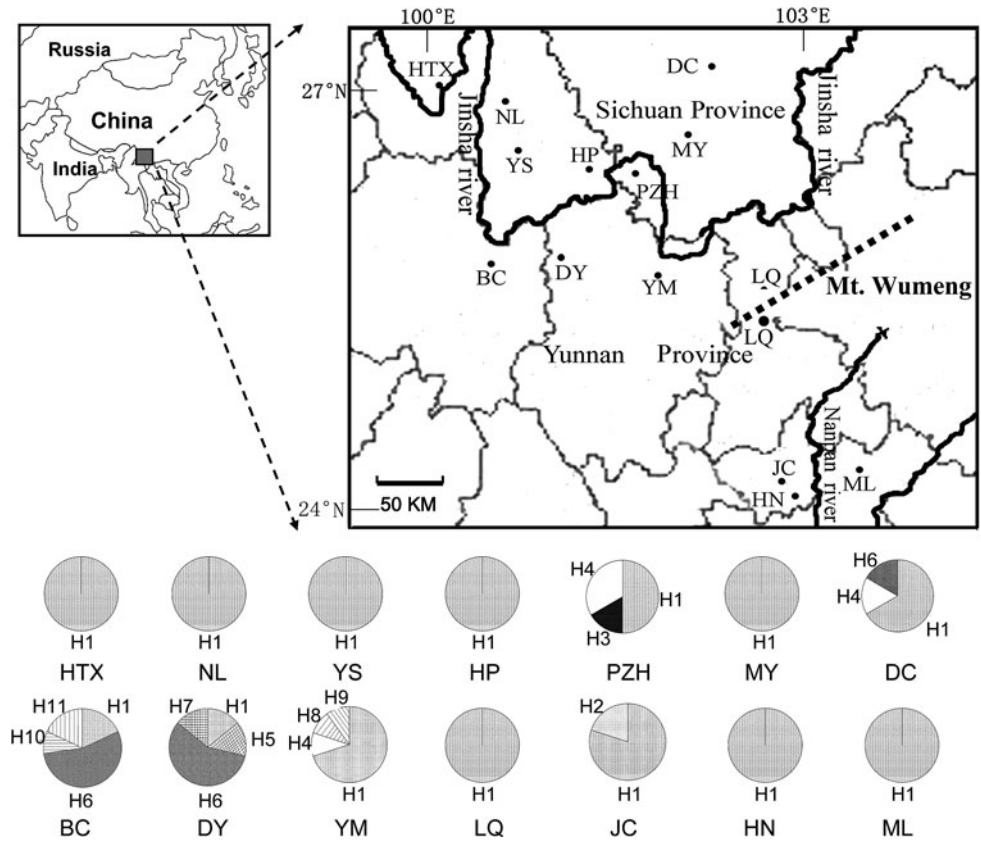 Russia
China
India
100°E
103°E
27°N
24°N
HTX
DC
NL
Sichuan Province
Jinsha river
Jinsha river
YS
HP
MY
PZH
BC
DY
YM
LQ
Mt. Wumeng
LQ
Yunnan Province
Nanpan river
JC
HN
ML
50 KM
H1
HTX
H1
NL
H1
YS
H1
HP
H4
H1
H3
PZH
H1
MY
H6
H4
H1
DC
H11
H1
H10
H6
BC
H7
H1
H5
H6
DY
H9
H8
H4
H1
YM
H1
LQ
H2
H1
JC
H1
HN
H1
ML